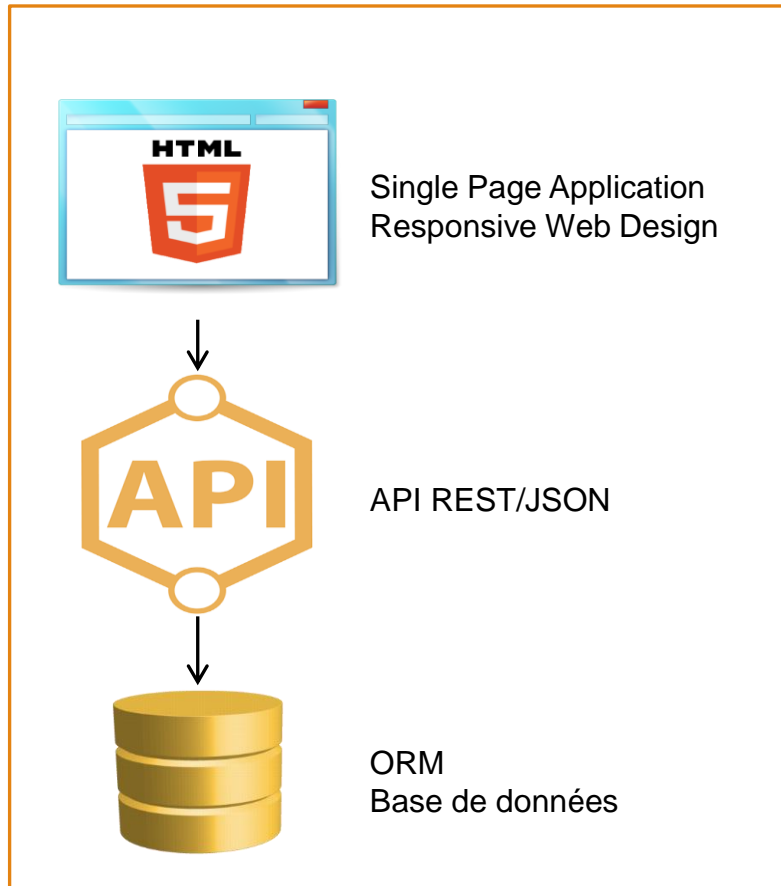 HTML
5
Single Page Application
Responsive Web Design
API
API REST/JSON
ORM
Base de données